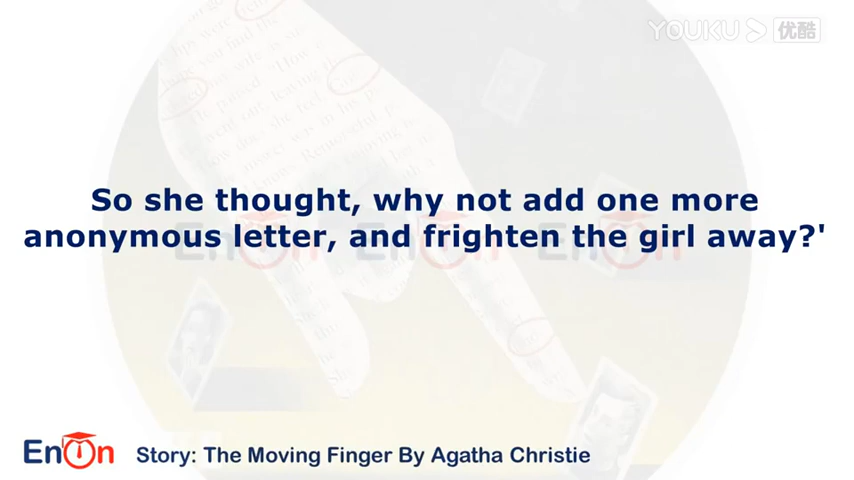 YOUKU 优酷
So she thought, why not add one more
anonymous letter, and frighten the girl away?'
EnOn
Story: The Moving Finger By Agatha Christie